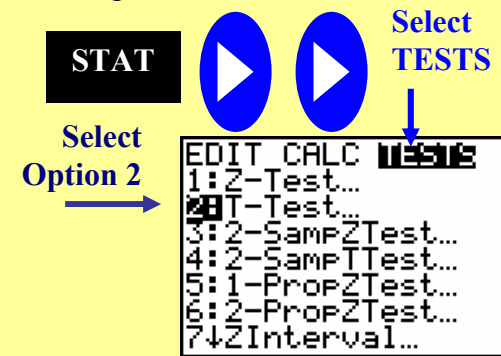 Select
TESTS
STAT
Select
Option 2
EDIT CALC TESTS
1:Z-Test…
2:T-Test…
3:2-SampZTest…
4:2-SampTTest…
5:1-PropZTest…
6:2-PropZTest…
7↓ZInterval…